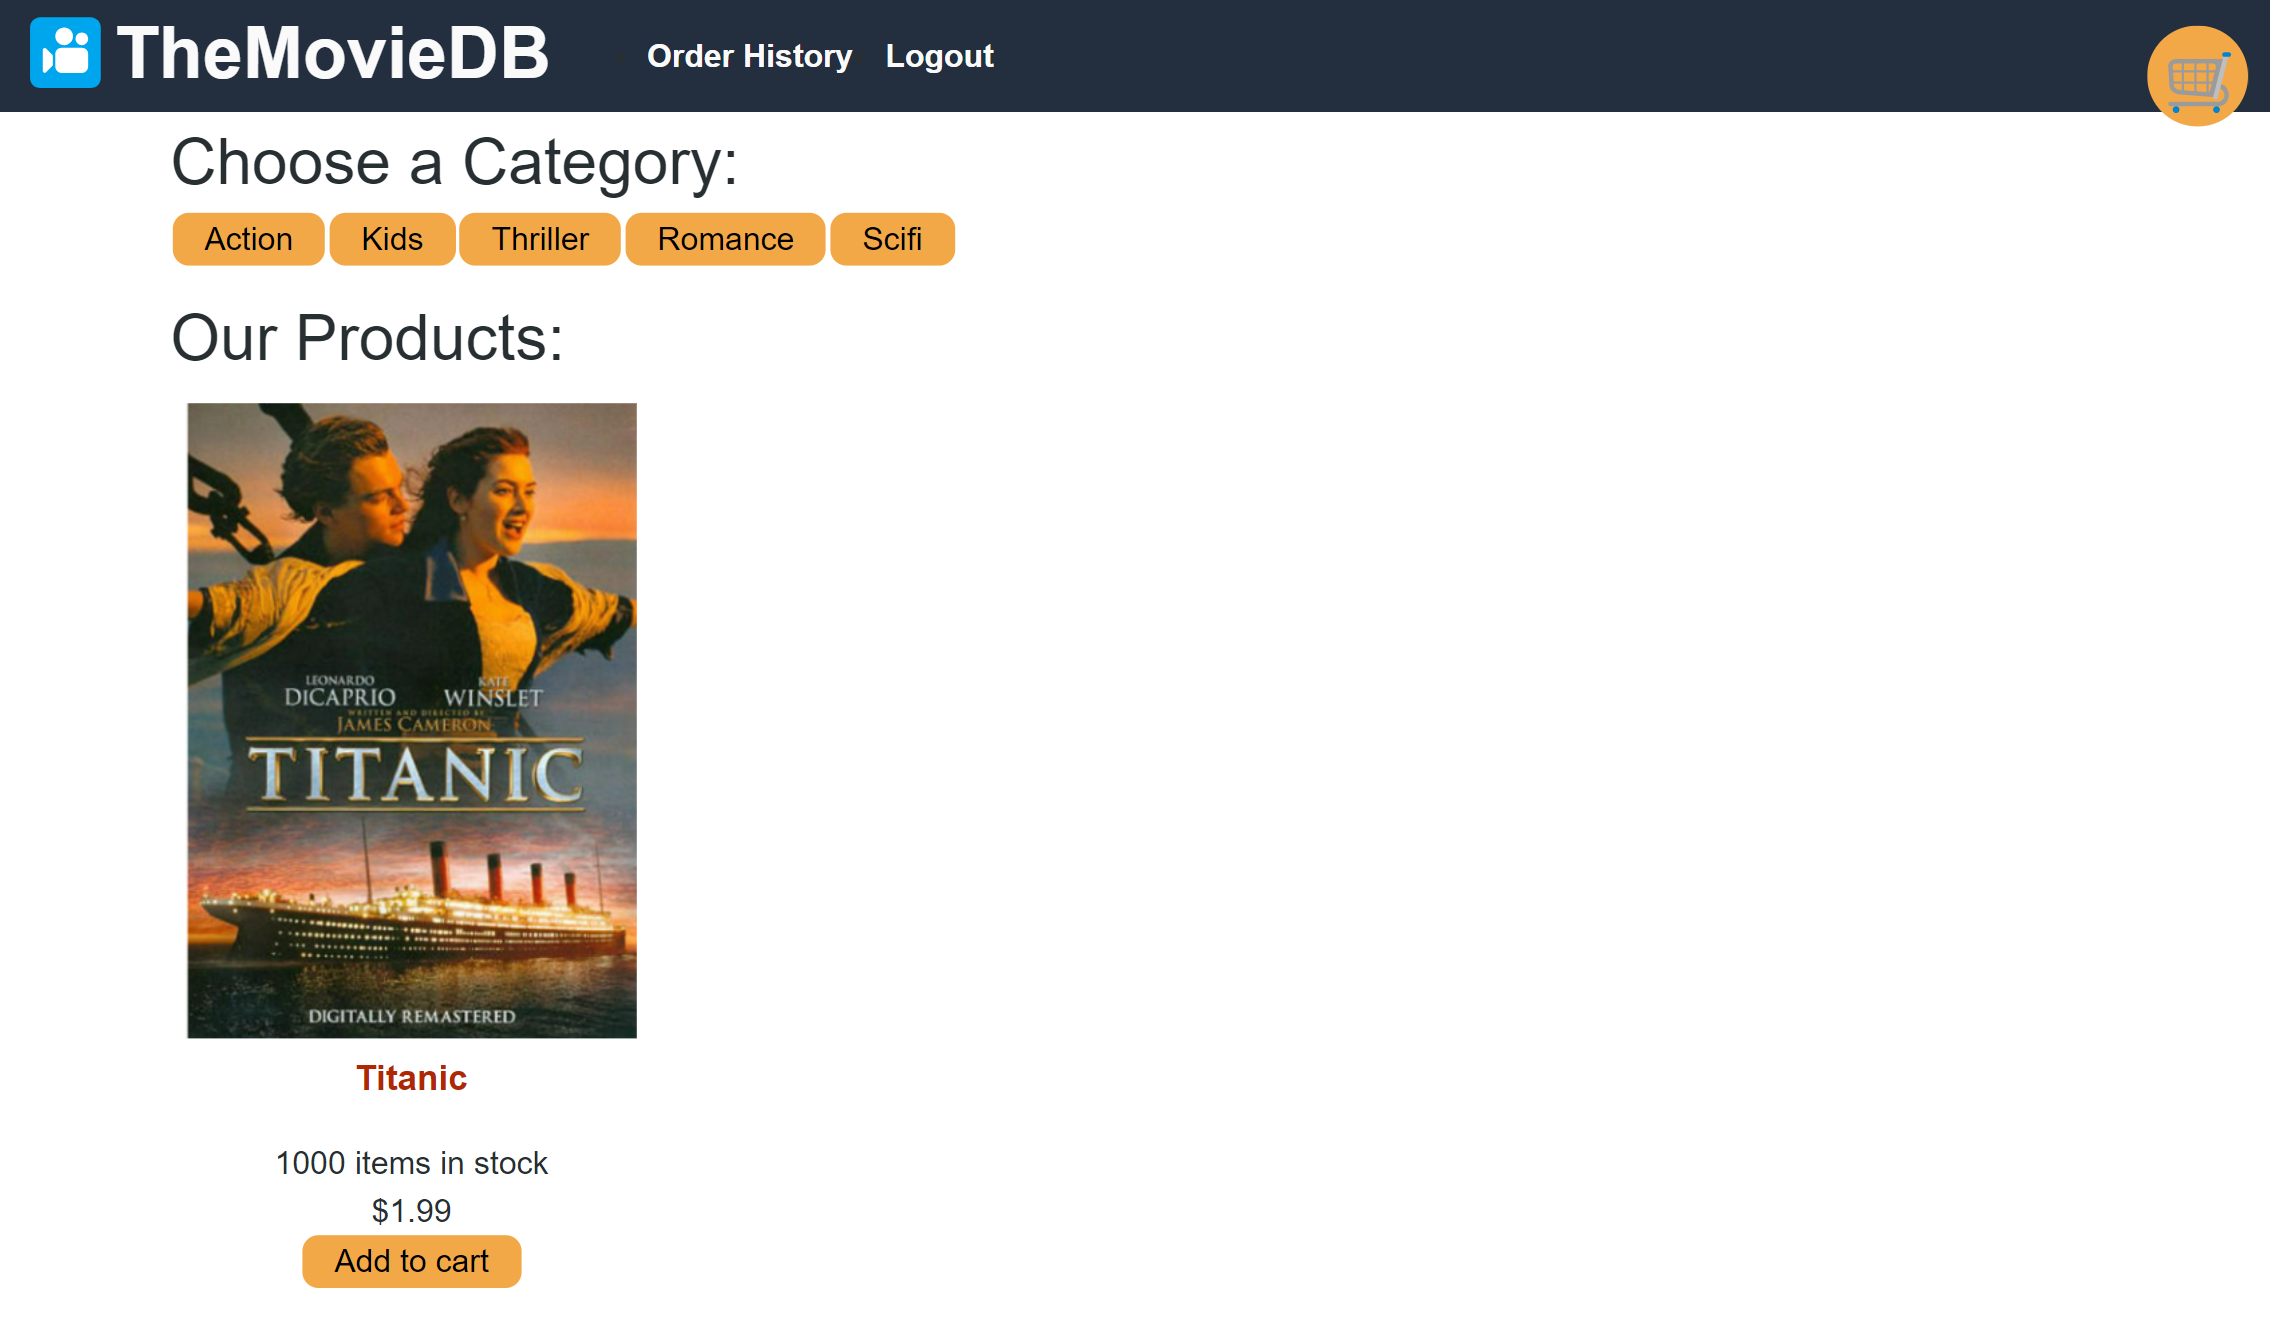 TheMovieDB
Order History Logout
Choose a Category:
Action Kids Thriller Romance Scifi
Our Products:
LEONARDO DICAPRIO
KATE WINSLET
WRITTEN AND DIRECTED BY
JAMES CAMERON
TITANIC
DIGITALLY REMASTERED
Titanic
1000 items in stock
$1.99
Add to cart